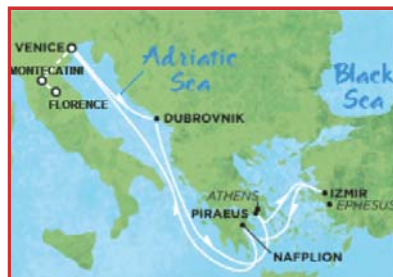 VENICE
Adriatic
Sea
MONTECATINI
FLORENCE
Black
Sea
DUBROVNIK
ATHENS
PIRAEUS
IZMIR
EPHESUS
NAFPLION